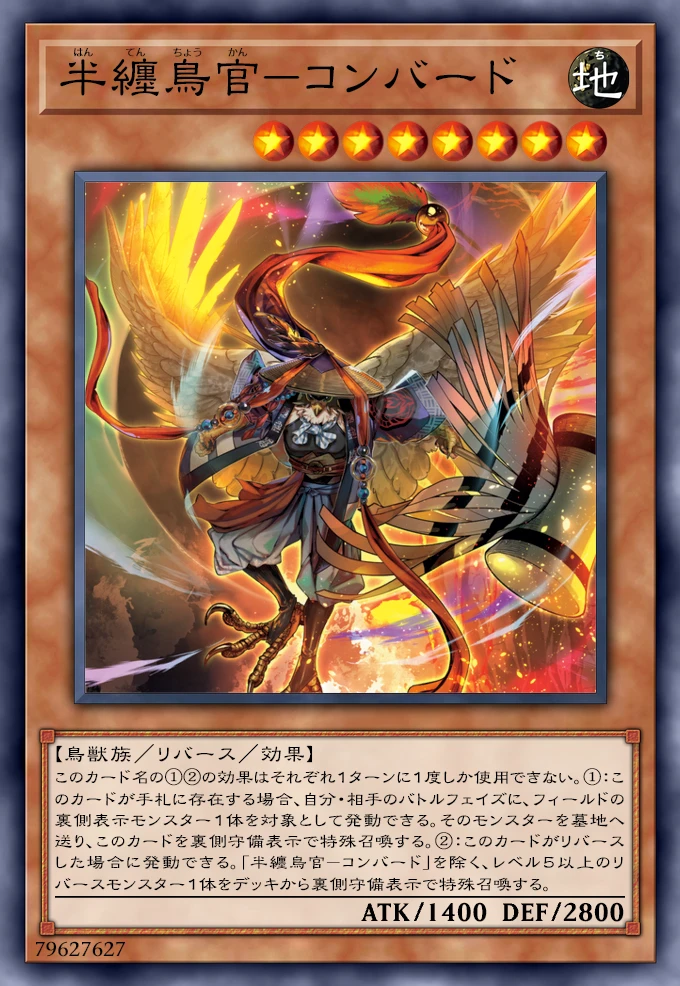 はん てん ちょう かん
半纏鳥官－コンバード
ち
地
【鳥獣族／リバース／効果】
このカード名の①②の効果はそれぞれ１ターンに１度しか使用できない。①：こ
のカードが手札に存在する場合、自分・相手のバトルフェイズに、フィールドの
裏側表示モンスター１体を対象として発動できる。そのモンスターを墓地へ
送り、このカードを裏側守備表示で特殊召喚する。②：このカードがリバース
した場合に発動できる。「半纏鳥官－コンバード」を除く、レベル５以上のリ
バースモンスター１体をデッキから裏側守備表示で特殊召喚する。
ATK/1400 DEF/2800
79627627